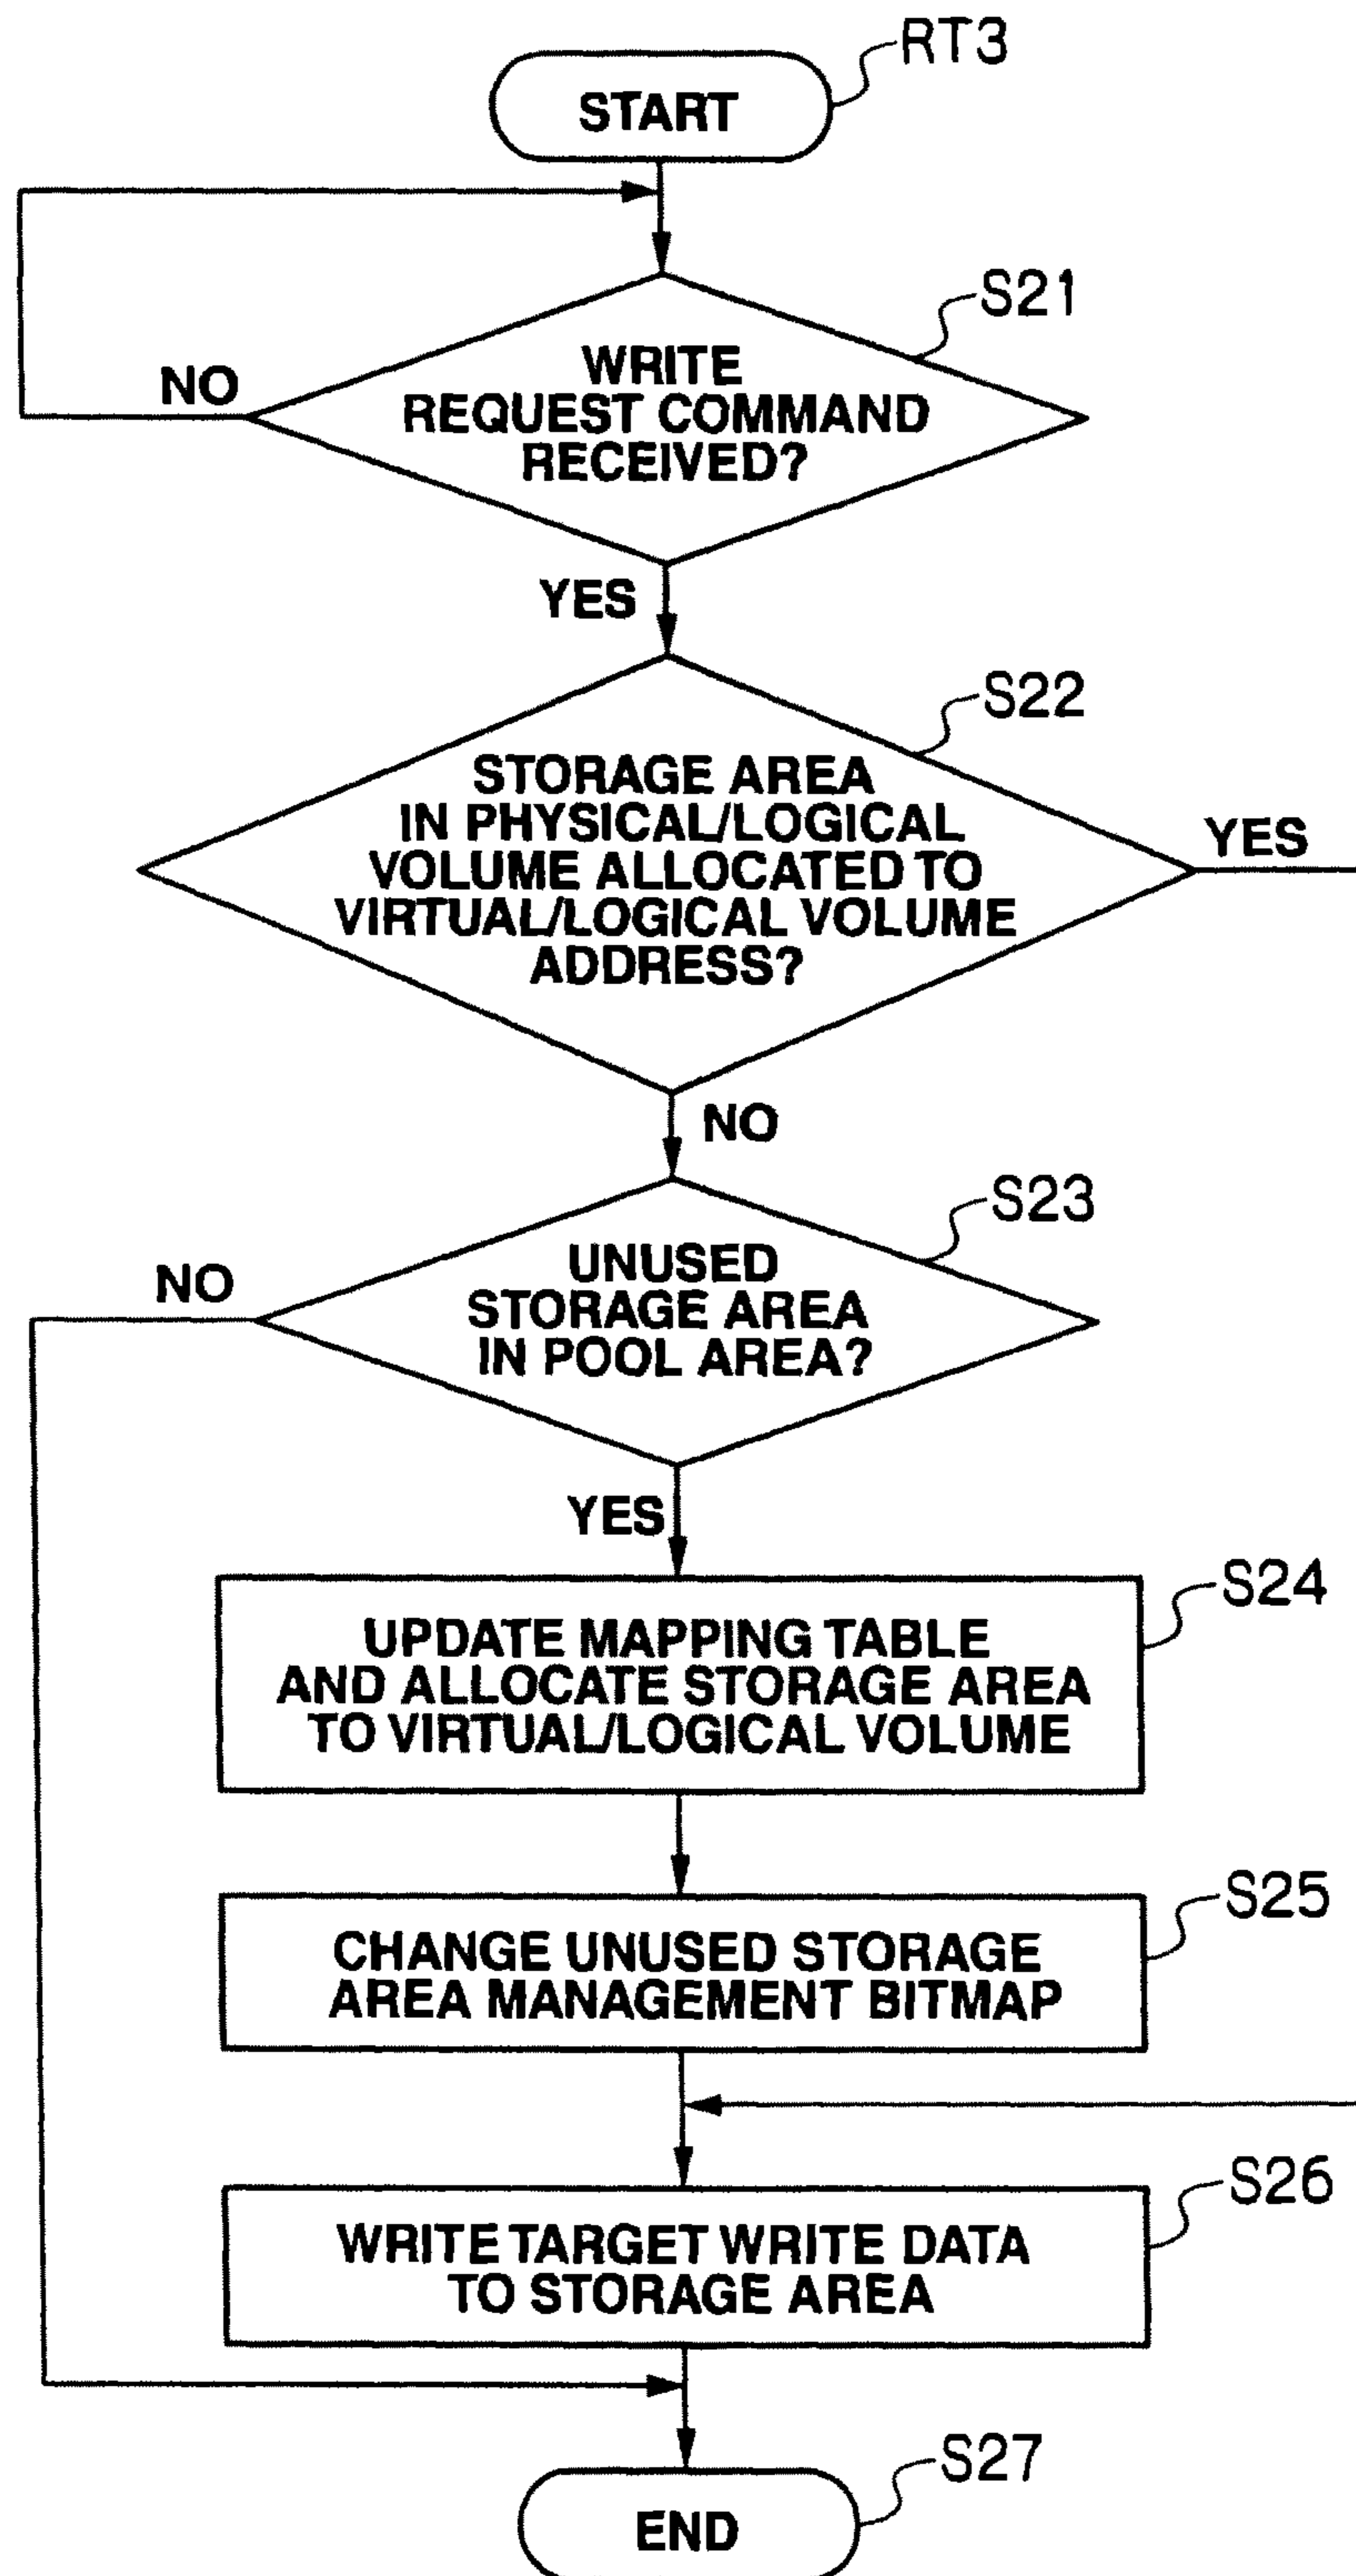 RT3
START
S21
WRITE
REQUEST COMMAND
RECEIVED?
NO
YES
S22
STORAGE AREA
IN PHYSICAL/LOGICAL
VOLUME ALLOCATED TO
VIRTUAL/LOGICAL VOLUME
ADDRESS?
YES
NO
S23
UNUSED
STORAGE AREA
IN POOL AREA?
NO
YES
S24
UPDATE MAPPING TABLE
AND ALLOCATE STORAGE AREA
TO VIRTUAL/LOGICAL VOLUME
S25
CHANGE UNUSED STORAGE
AREA MANAGEMENT BITMAP
S26
WRITE TARGET WRITE DATA
TO STORAGE AREA
S27
END